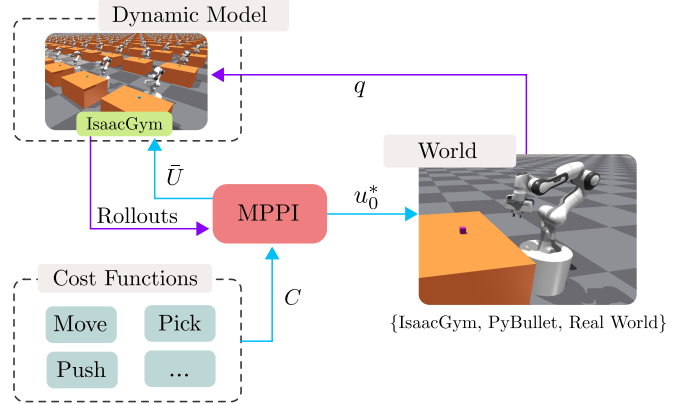 Dynamic Model
IsaacGym
q
World
Ū
Rollouts
MPPI
u₀*
Cost Functions
Move
Pick
Push
...
C
{IsaacGym, PyBullet, Real World}